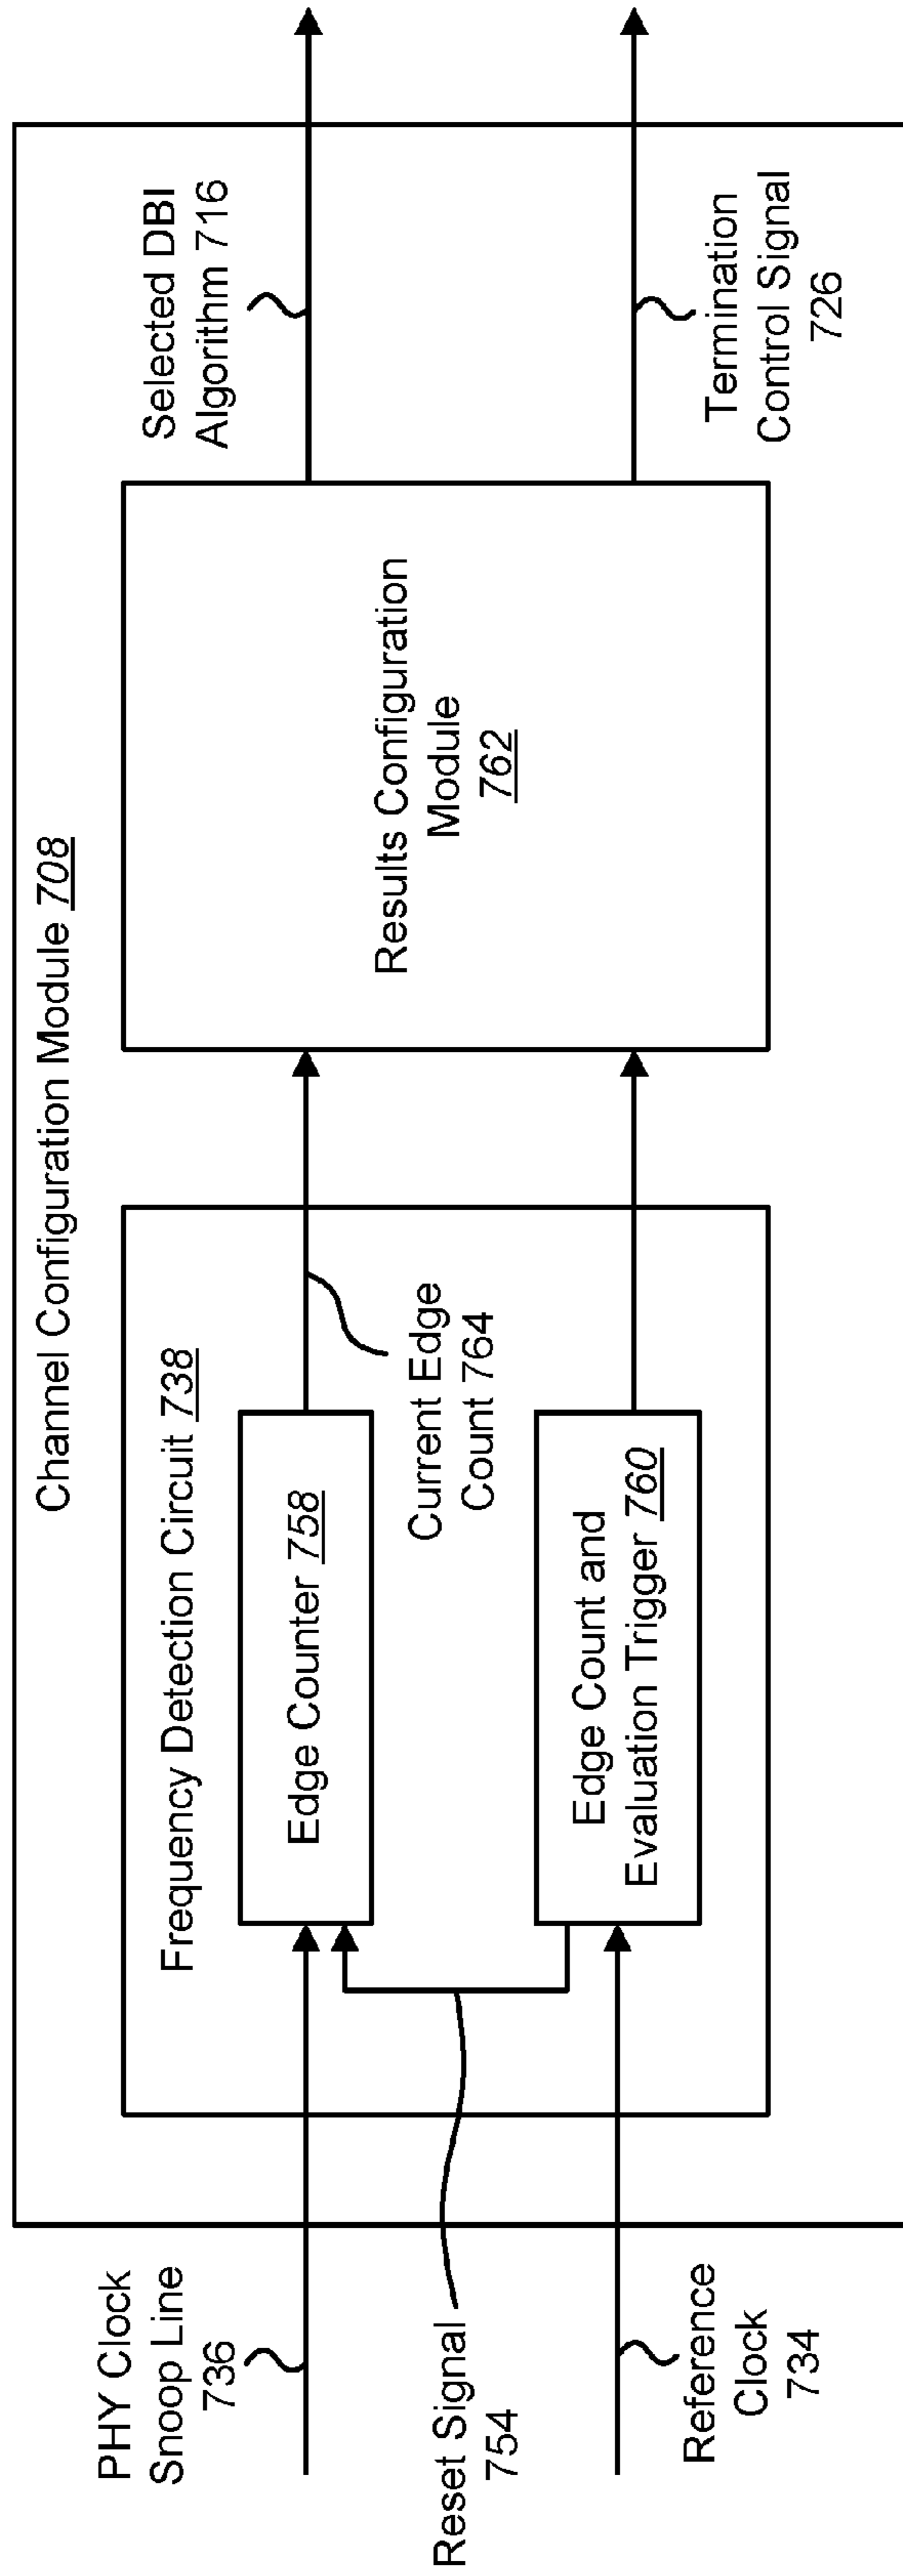 Channel Configuration Module 708
Frequency Detection Circuit 738
PHY Clock
Snoop Line
736
Edge Counter 758
Current Edge
Count 764
Reset Signal
754
Edge Count and
Evaluation Trigger 760
Reference
Clock
734
Results Configuration
Module
762
Selected DBI
Algorithm 716
Termination
Control Signal
726